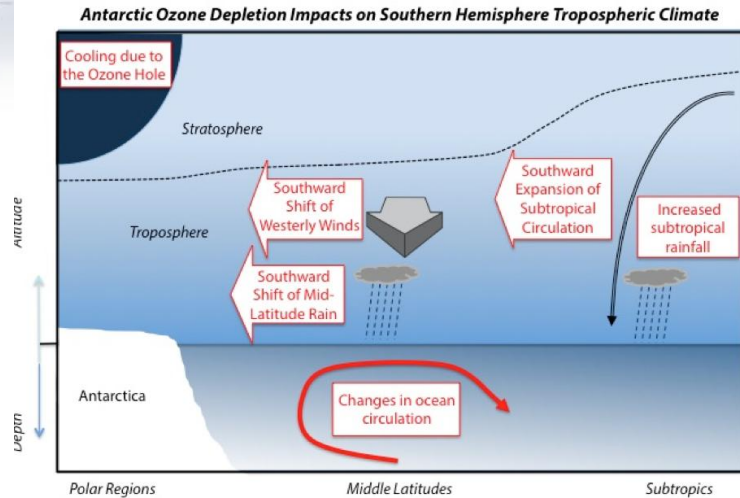 Antarctic Ozone Depletion Impacts on Southern Hemisphere Tropospheric Climate
Cooling due to
the Ozone Hole
Stratosphere
Southward
Shift of
Westerly Winds
Southward
Expansion of
Subtropical
Circulation
Increased
subtropical
rainfall
Troposphere
Altitude
Southward
Shift of Mid-
Latitude Rain
Antarctica
Changes in ocean
circulation
Depth
Polar Regions
Middle Latitudes
Subtropics